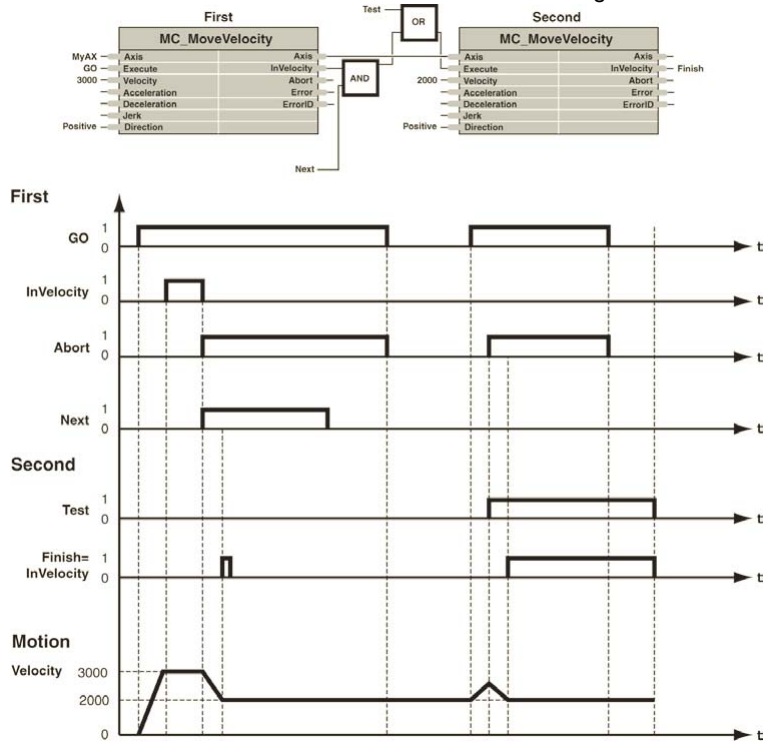 Test
OR
First
Second
MC_MoveVelocity
MC_MoveVelocity
MyAX Axis Axis
Axis Axis
GO Execute InVelocity
AND
Execute InVelocity Finish
3000 Velocity Abort
2000 Velocity Abort
Acceleration Error
Acceleration Error
Deceleration ErrorID
Deceleration ErrorID
Jerk
Jerk
Positive Direction
Positive Direction
Next
First
GO 1
0 t
InVelocity 1
0 t
Abort 1
0 t
Next 1
0 t
Second
Test 1
0 t
Finish= 1
InVelocity 0 t
Motion
Velocity 3000
2000
0 t